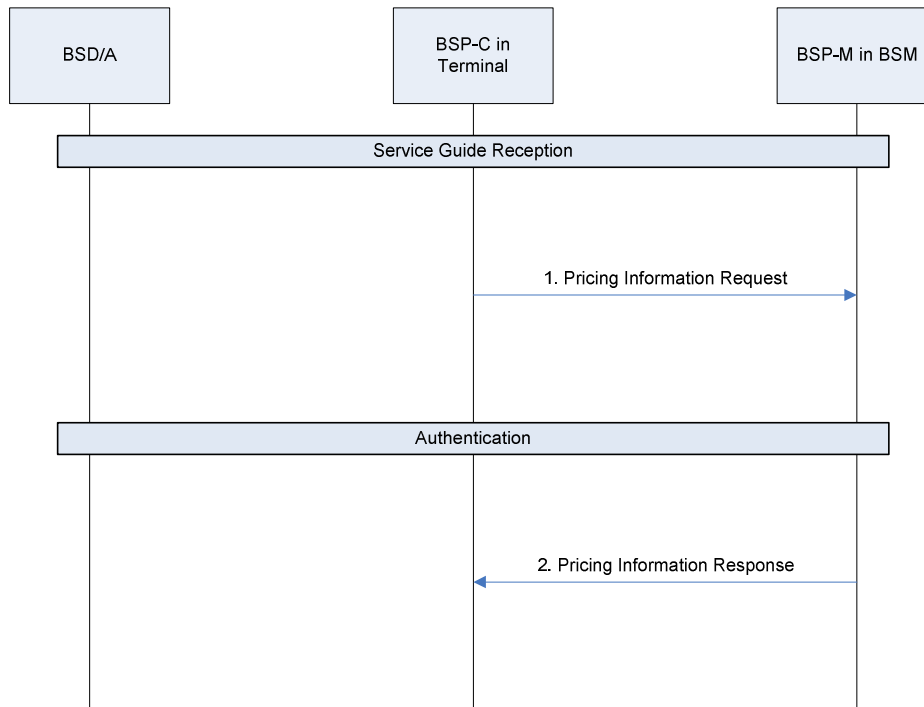 BSD/A
BSP-C in
Terminal
BSP-M in BSM
Service Guide Reception
1. Pricing Information Request
Authentication
2. Pricing Information Response